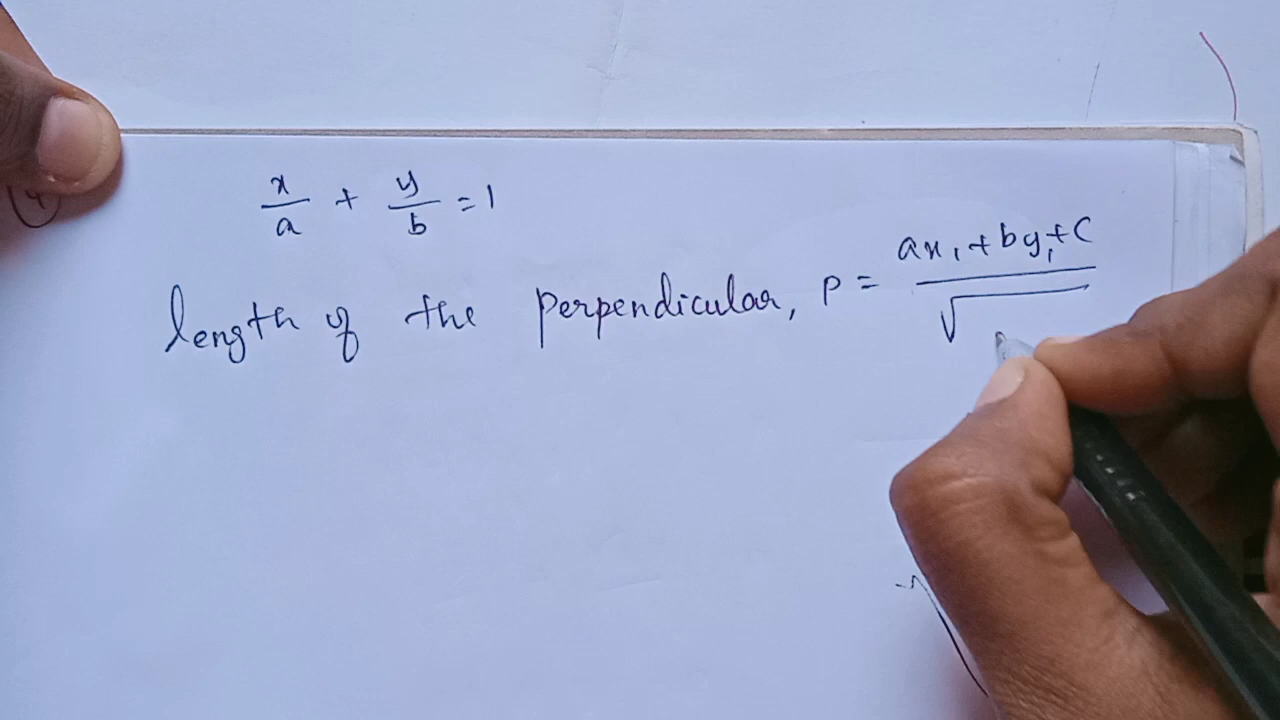 x/a + y/b = 1
length of the perpendicular, P = ax₁ + by₁ + c / √